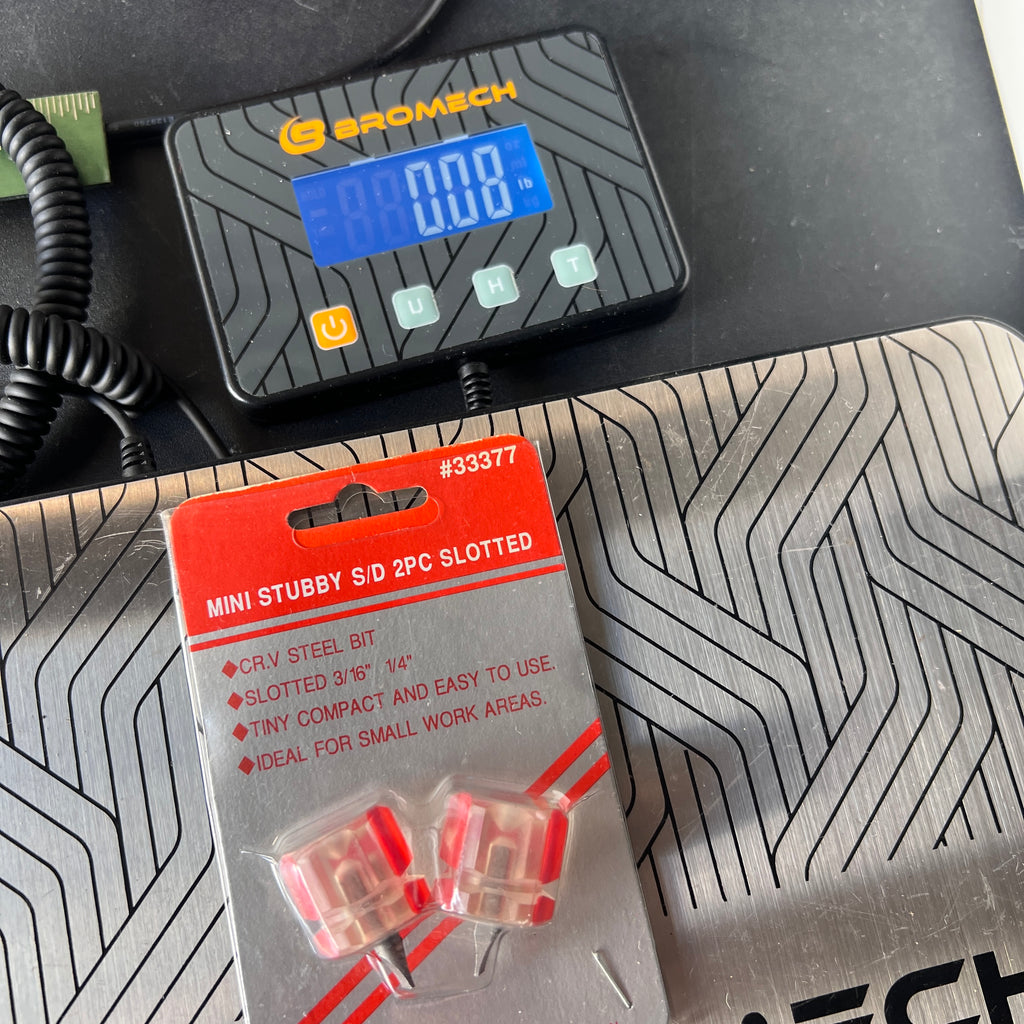 BROMECH
0.08 lb
U H T
#33377
MINI STUBBY S/D 2PC SLOTTED
◆CR.V STEEL BIT
◆SLOTTED 3/16" 1/4"
◆TINY COMPACT AND EASY TO USE.
◆IDEAL FOR SMALL WORK AREAS.